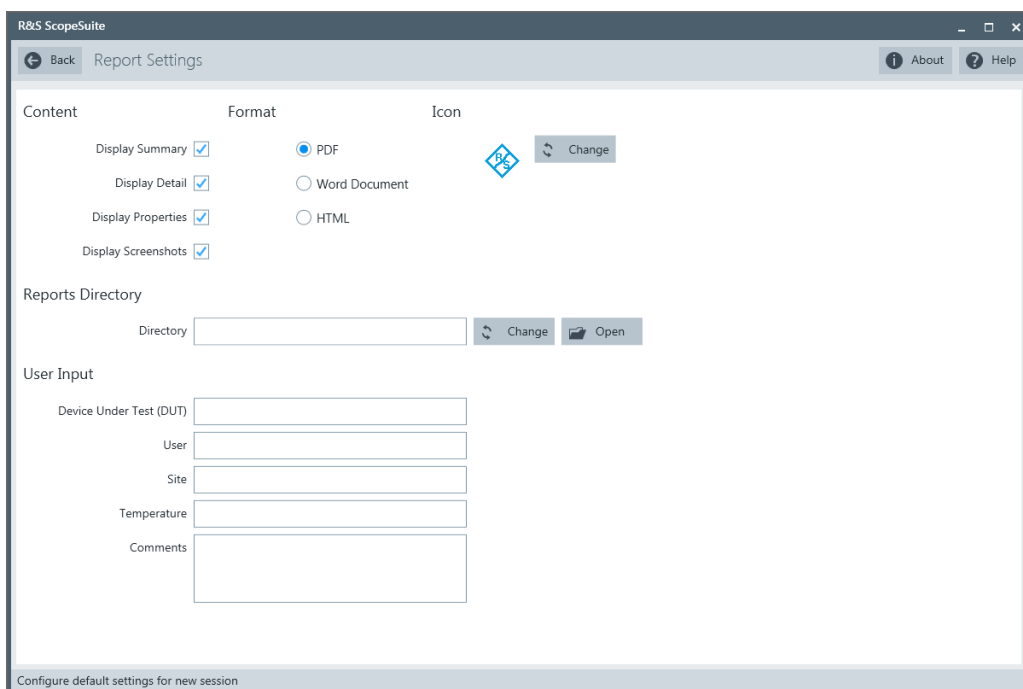 R&S ScopeSuite
Back Report Settings About Help
Content Format Icon
Display Summary PDF R&S Change
Display Detail Word Document
Display Properties HTML
Display Screenshots
Reports Directory
Directory Change Open
User Input
Device Under Test (DUT)
User
Site
Temperature
Comments
Configure default settings for new session